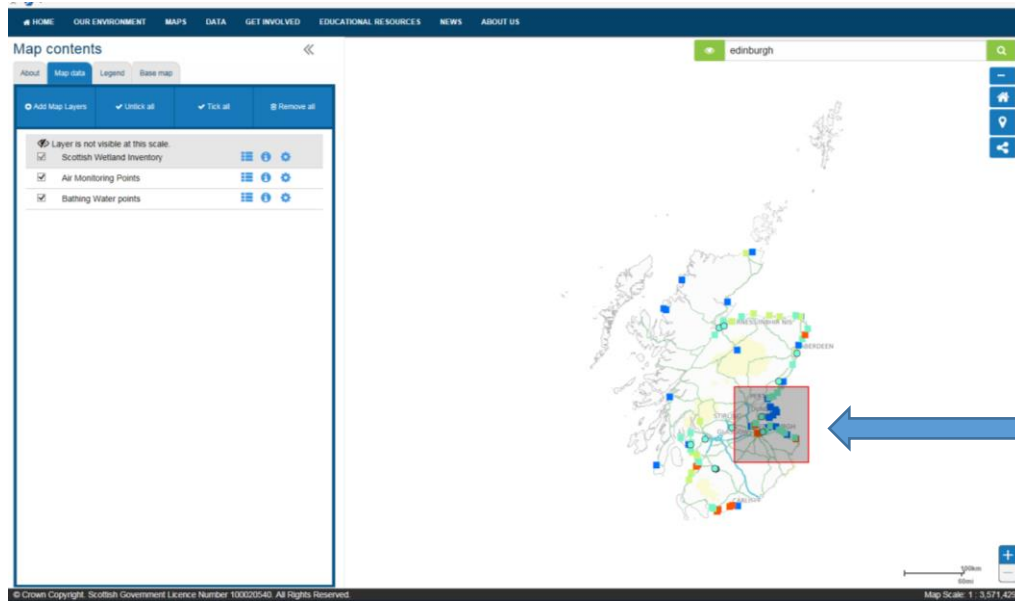 HOME OUR ENVIRONMENT MAPS DATA GET INVOLVED EDUCATIONAL RESOURCES NEWS ABOUT US
Map contents
edinburgh
About Map data Legend Base map
Add Map Layers Untick all Tick all Remove all
Layer is not visible at this scale.
Scottish Wetland Inventory
Air Monitoring Points
Bathing Water points
ABERDEEN
CARLISLE
100km
60mi
© Crown Copyright. Scottish Government Licence Number 100020540. All Rights Reserved.
Map Scale: 1 : 3,571,429